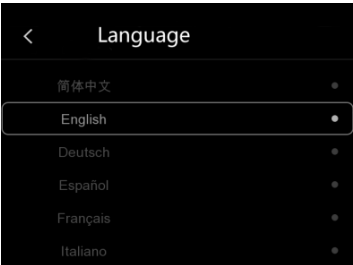 Language
简体中文
English
Deutsch
Español
Français
Italiano